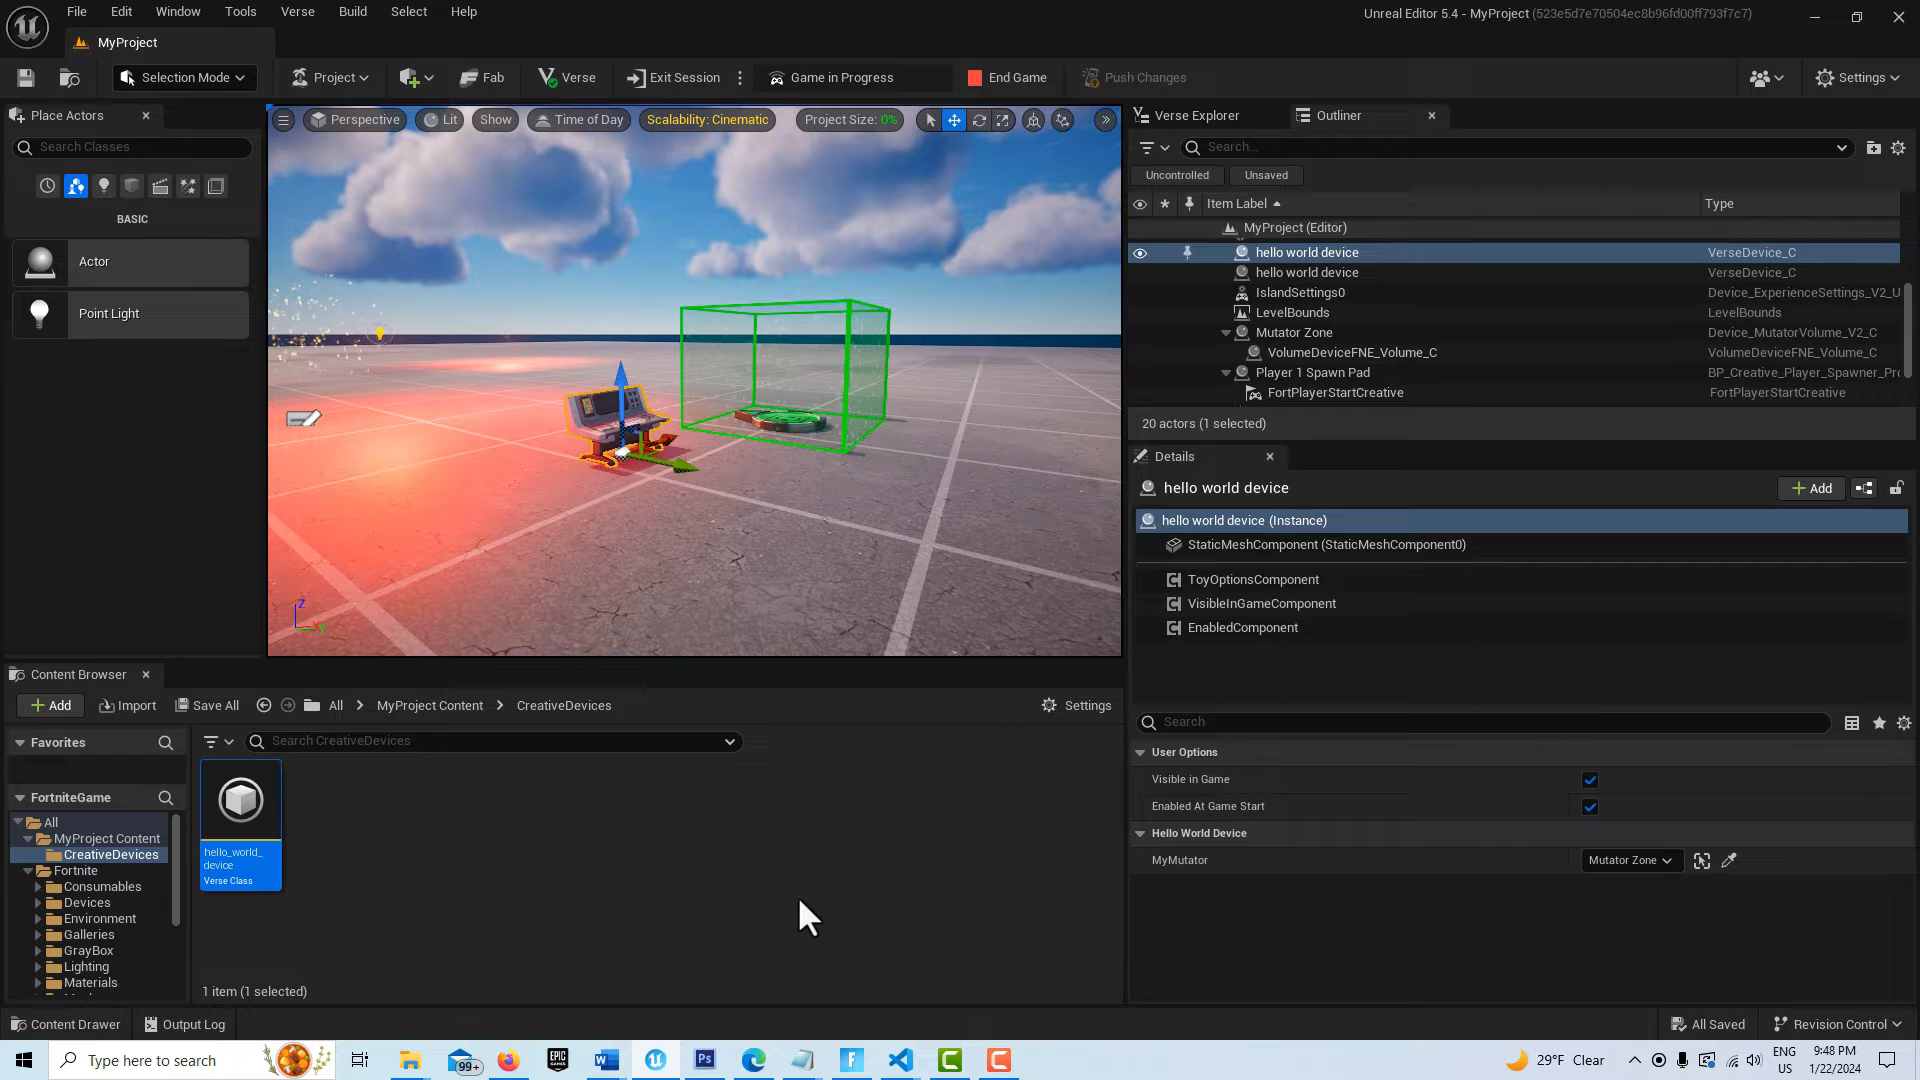 File Edit Window Tools Verse Build Select Help
Unreal Editor 5.4 - MyProject (523e5d7e70504ec8b96fd00ff793f7c7)
MyProject
Selection Mode Project Fab Verse Exit Session Game in Progress End Game Push Changes Settings
Place Actors
Search Classes
BASIC
Actor
Point Light
Perspective Lit Show Time of Day Scalability: Cinematic Project Size: 0%
Z
Verse Explorer Outliner
Search...
Uncontrolled Unsaved
Item Label Type
MyProject (Editor)
hello world device VerseDevice_C
hello world device VerseDevice_C
IslandSettings0 Device_ExperienceSettings_V2_U
LevelBounds LevelBounds
Mutator Zone Device_MutatorVolume_V2_C
VolumeDeviceFNE_Volume_C VolumeDeviceFNE_Volume_C
Player 1 Spawn Pad BP_Creative_Player_Spawner_Pro
FortPlayerStartCreative FortPlayerStartCreative
20 actors (1 selected)
Details
hello world device Add
hello world device (Instance)
StaticMeshComponent (StaticMeshComponent0)
ToyOptionsComponent
VisibleInGameComponent
EnabledComponent
Search
User Options
Visible in Game
Enabled At Game Start
Hello World Device
MyMutator Mutator Zone
Content Browser
Add Import Save All All MyProject Content CreativeDevices Settings
Favorites
Search CreativeDevices
FortniteGame
All
MyProject Content
CreativeDevices
Fortnite
Consumables
Devices
Environment
Galleries
GrayBox
Lighting
Materials
hello_world_
device
Verse Class
1 item (1 selected)
Content Drawer Output Log All Saved Revision Control
Type here to search
99+
EPIC
GAMES
Ps
29°F Clear
ENG
US
9:48 PM
1/22/2024